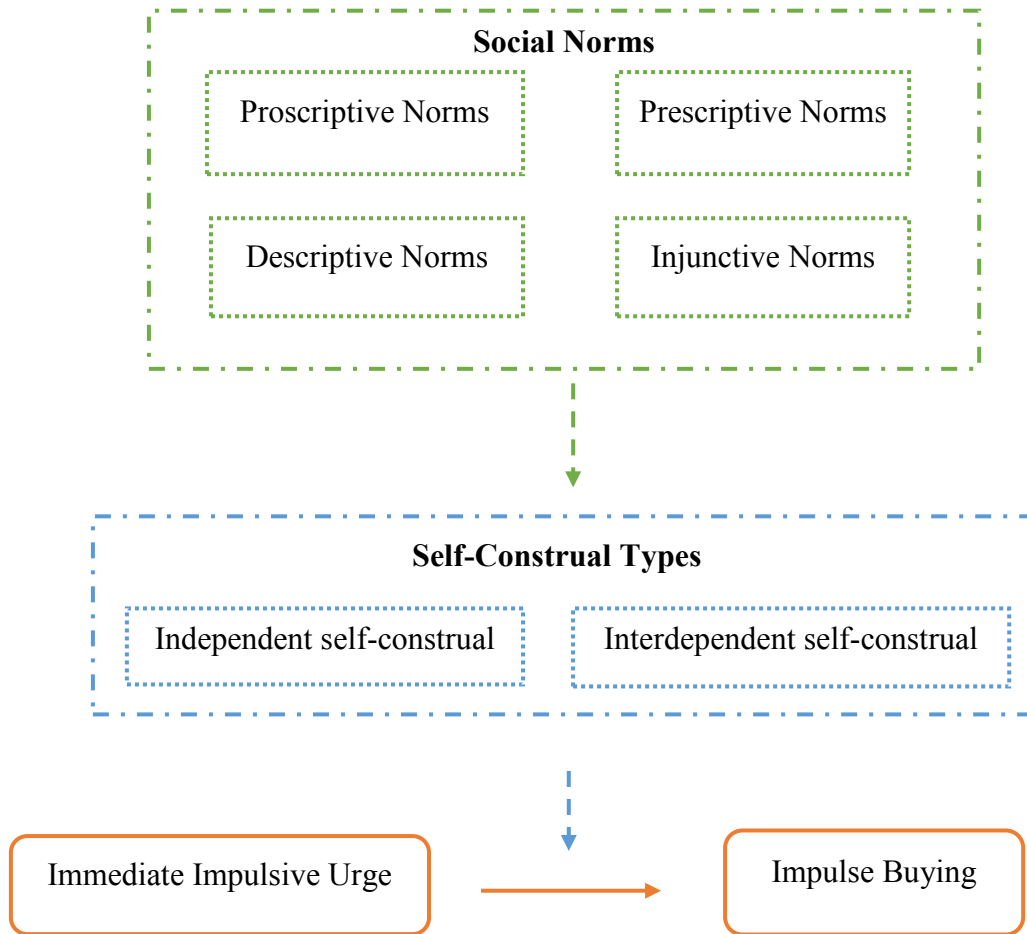 Social Norms
Proscriptive Norms
Prescriptive Norms
Descriptive Norms
Injunctive Norms
Self-Construal Types
Independent self-construal
Interdependent self-construal
Immediate Impulsive Urge
Impulse Buying